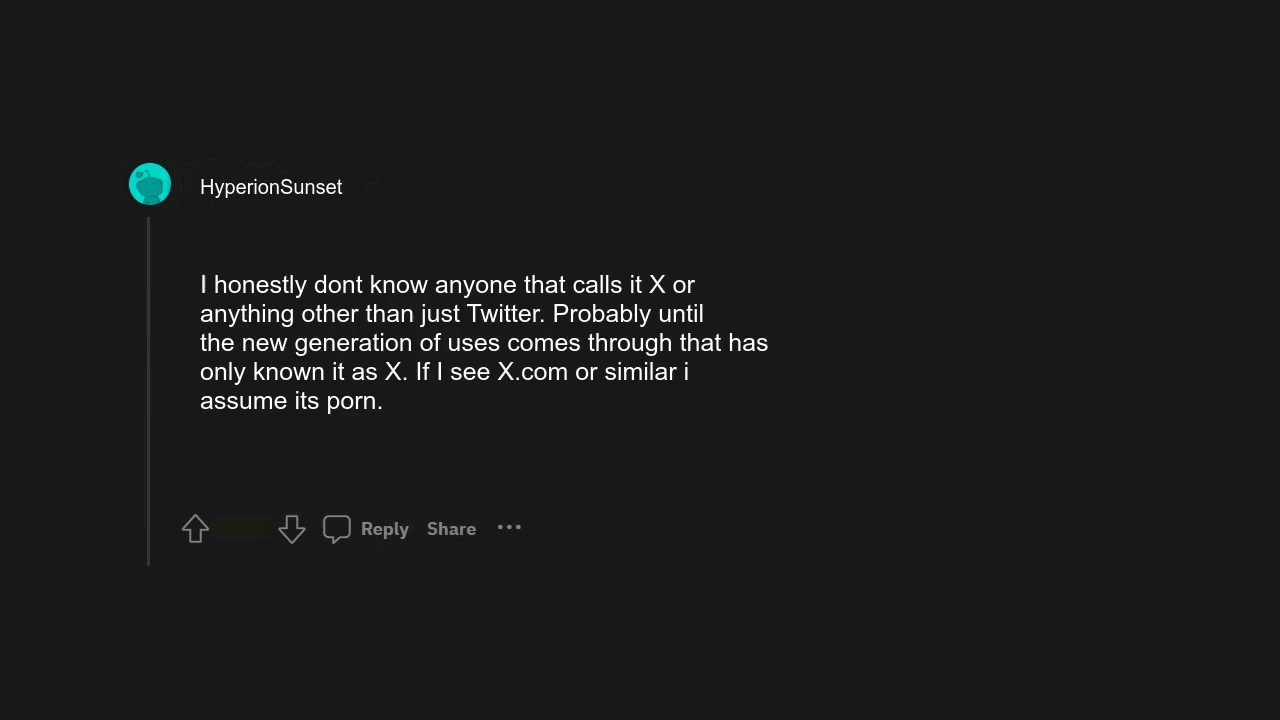 HyperionSunset
I honestly dont know anyone that calls it X or
anything other than just Twitter. Probably until
the new generation of uses comes through that has
only known it as X. If I see X.com or similar i
assume its porn.
Reply Share